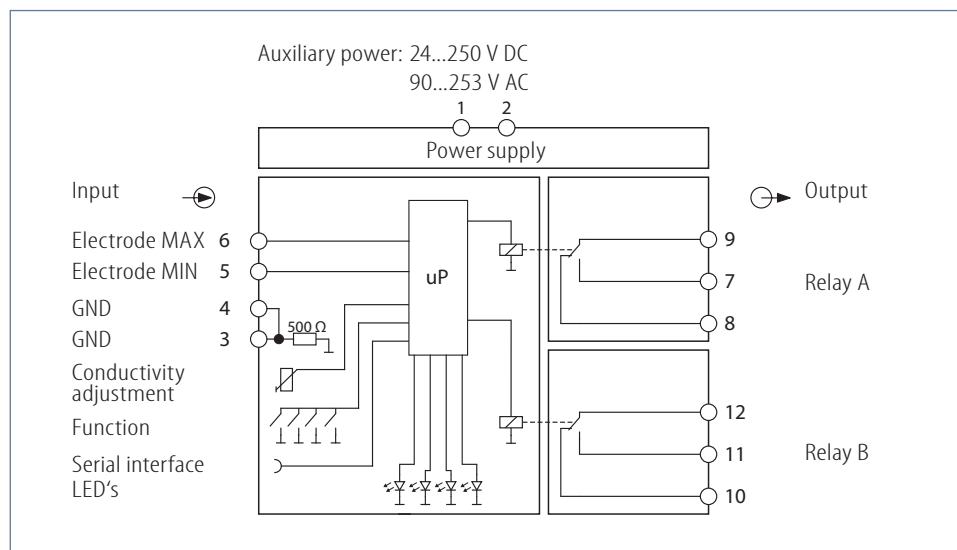 Auxiliary power: 24...250 V DC
90...253 V AC
1 2
Power supply
Input
Output
Electrode MAX 6
Electrode MIN 5
GND 4
GND 3
500 Ω
Conductivity
adjustment
Function
Serial interface
LED‘s
uP
9
7
8
Relay A
12
11
10
Relay B